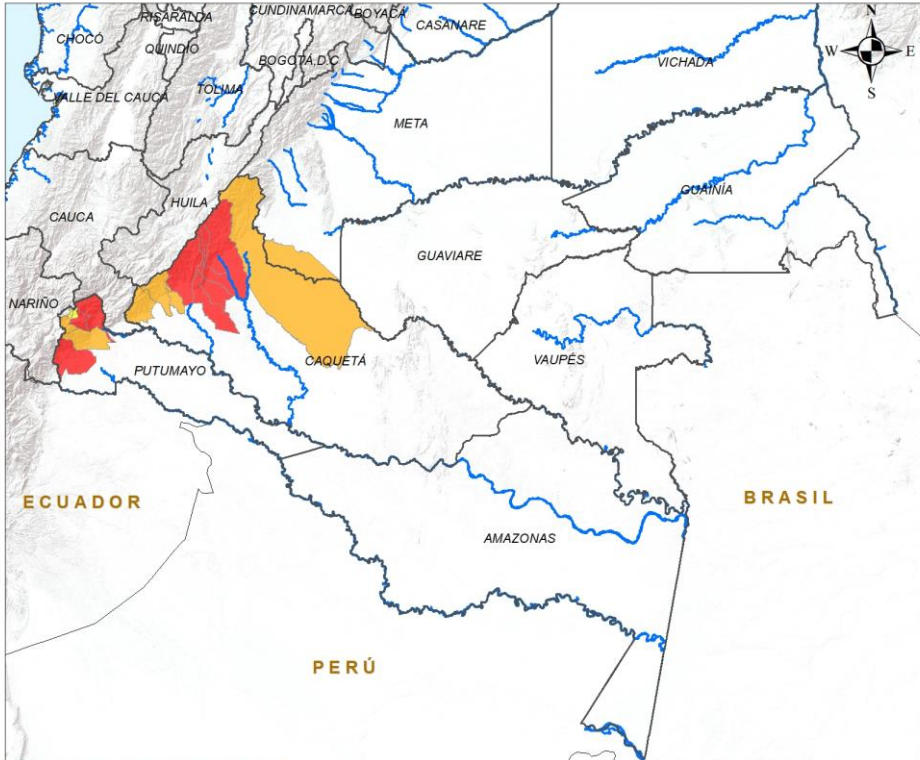 CUNDINAMARCA
BOYACÁ
RISARALDA
CASANARE
N
CHOCÓ
QUINDIO
BOGOTÁ D.C
W
E
VICHADA
TOLIMA
VALLE DEL CAUCA
S
META
HUILA
GUAINÍA
CAUCA
GUAVIARE
NARIÑO
CAQUETÁ
VAUPÉS
PUTUMAYO
ECUADOR
BRASIL
AMAZONAS
PERÚ